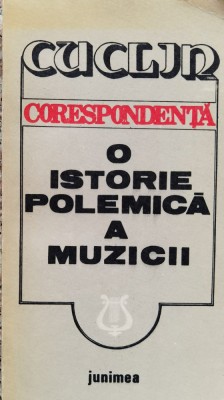 CUCLIN
CORESPONDENȚĂ
O
ISTORIE
POLEMICĂ
A
MUZICII
junimea